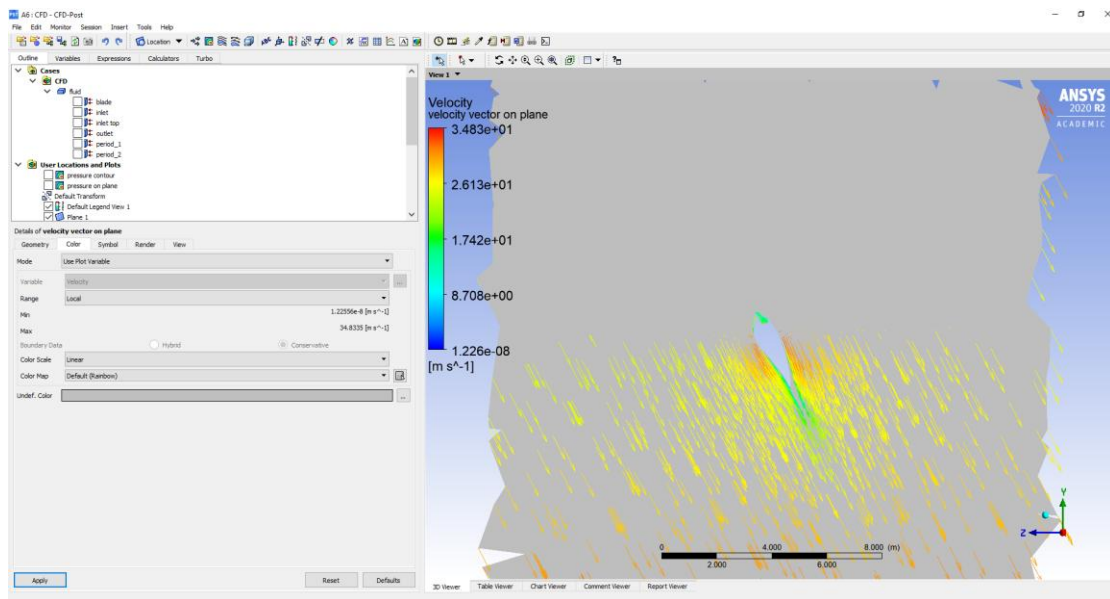 A6 : CFD - CFD-Post
File Edit Monitor Session Insert Tools Help
Location
Outline Variables Expressions Calculators Turbo
Cases
CFD
fluid
blade
inlet
inlet top
outlet
period_1
period_2
User Locations and Plots
pressure contour
pressure on plane
Default Transform
Default Legend View 1
Plane 1
Details of velocity vector on plane
Geometry Color Symbol Render View
Mode Use Plot Variable
Variable Velocity ...
Range Local
Min 1.22556e-8 [m s^-1]
Max 34.8335 [m s^-1]
Boundary Data Hybrid Conservative
Color Scale Linear
Color Map Default (Rainbow)
Undef. Color ...
Apply Reset Defaults
View 1
Velocity
velocity vector on plane
3.483e+01
2.613e+01
1.742e+01
8.708e+00
1.226e-08
[m s^-1]
ANSYS
2020 R2
ACADEMIC
Y
Z
0 4.000 8.000 (m)
2.000 6.000
3D Viewer Table Viewer Chart Viewer Comment Viewer Report Viewer